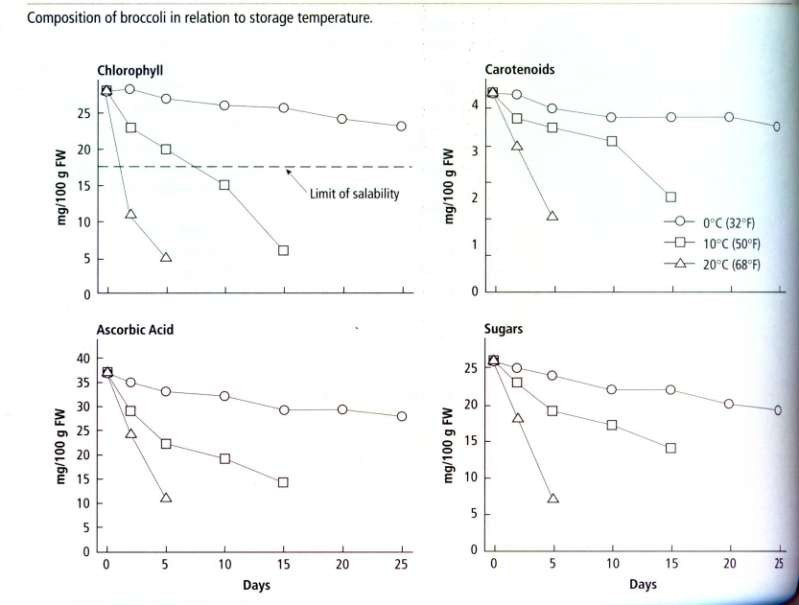 Composition of broccoli in relation to storage temperature.
Chlorophyll
mg/100 g FW
25
20
15
10
5
0
Limit of salability
Carotenoids
mg/100 g FW
4
3
2
1
0
0°C (32°F)
10°C (50°F)
20°C (68°F)
Ascorbic Acid
mg/100 g FW
40
35
30
25
20
15
10
5
0
0 5 10 15 20 25
Days
Sugars
mg/100 g FW
25
20
15
10
5
0
0 5 10 15 20 25
Days